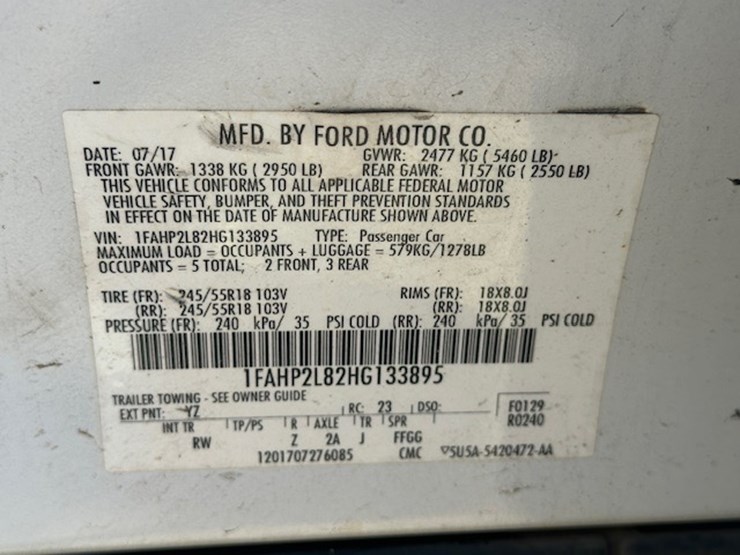 MFD. BY FORD MOTOR CO.
DATE: 07/17 GVWR: 2477 KG ( 5460 LB)
FRONT GAWR: 1338 KG ( 2950 LB) REAR GAWR: 1157 KG ( 2550 LB)
THIS VEHICLE CONFORMS TO ALL APPLICABLE FEDERAL MOTOR
VEHICLE SAFETY, BUMPER, AND THEFT PREVENTION STANDARDS
IN EFFECT ON THE DATE OF MANUFACTURE SHOWN ABOVE.
VIN: 1FAHP2L82HG133895 TYPE: Passenger Car
MAXIMUM LOAD = OCCUPANTS + LUGGAGE = 579KG/1278LB
OCCUPANTS = 5 TOTAL; 2 FRONT, 3 REAR
TIRE (FR): 245/55R18 103V RIMS (FR): 18X8.0J
(RR): 245/55R18 103V (RR): 18X8.0J
PRESSURE (FR): 240 kPa/ 35 PSI COLD (RR): 240 kPa/ 35 PSI COLD
1FAHP2L82HG133895
TRAILER TOWING - SEE OWNER GUIDE
EXT PNT: YZ RC: 23 DSO: F0129
INT TR TP/PS R AXLE TR SPR R0240
RW Z 2A J FFGG
1201707276085 CMC 5U5A-5420472-AA